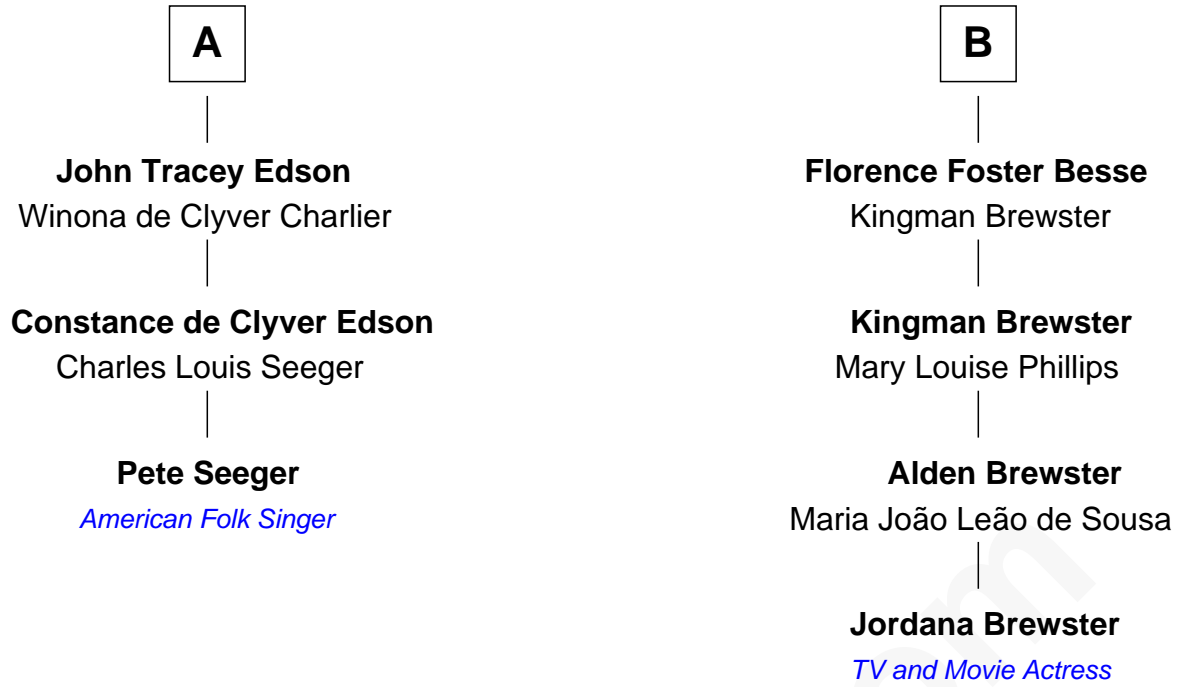 A
John Tracey Edson
Winona de Clyver Charlier
Constance de Clyver Edson
Charles Louis Seeger
Pete Seeger
American Folk Singer
B
Florence Foster Besse
Kingman Brewster
Kingman Brewster
Mary Louise Phillips
Alden Brewster
Maria João Leão de Sousa
Jordana Brewster
TV and Movie Actress